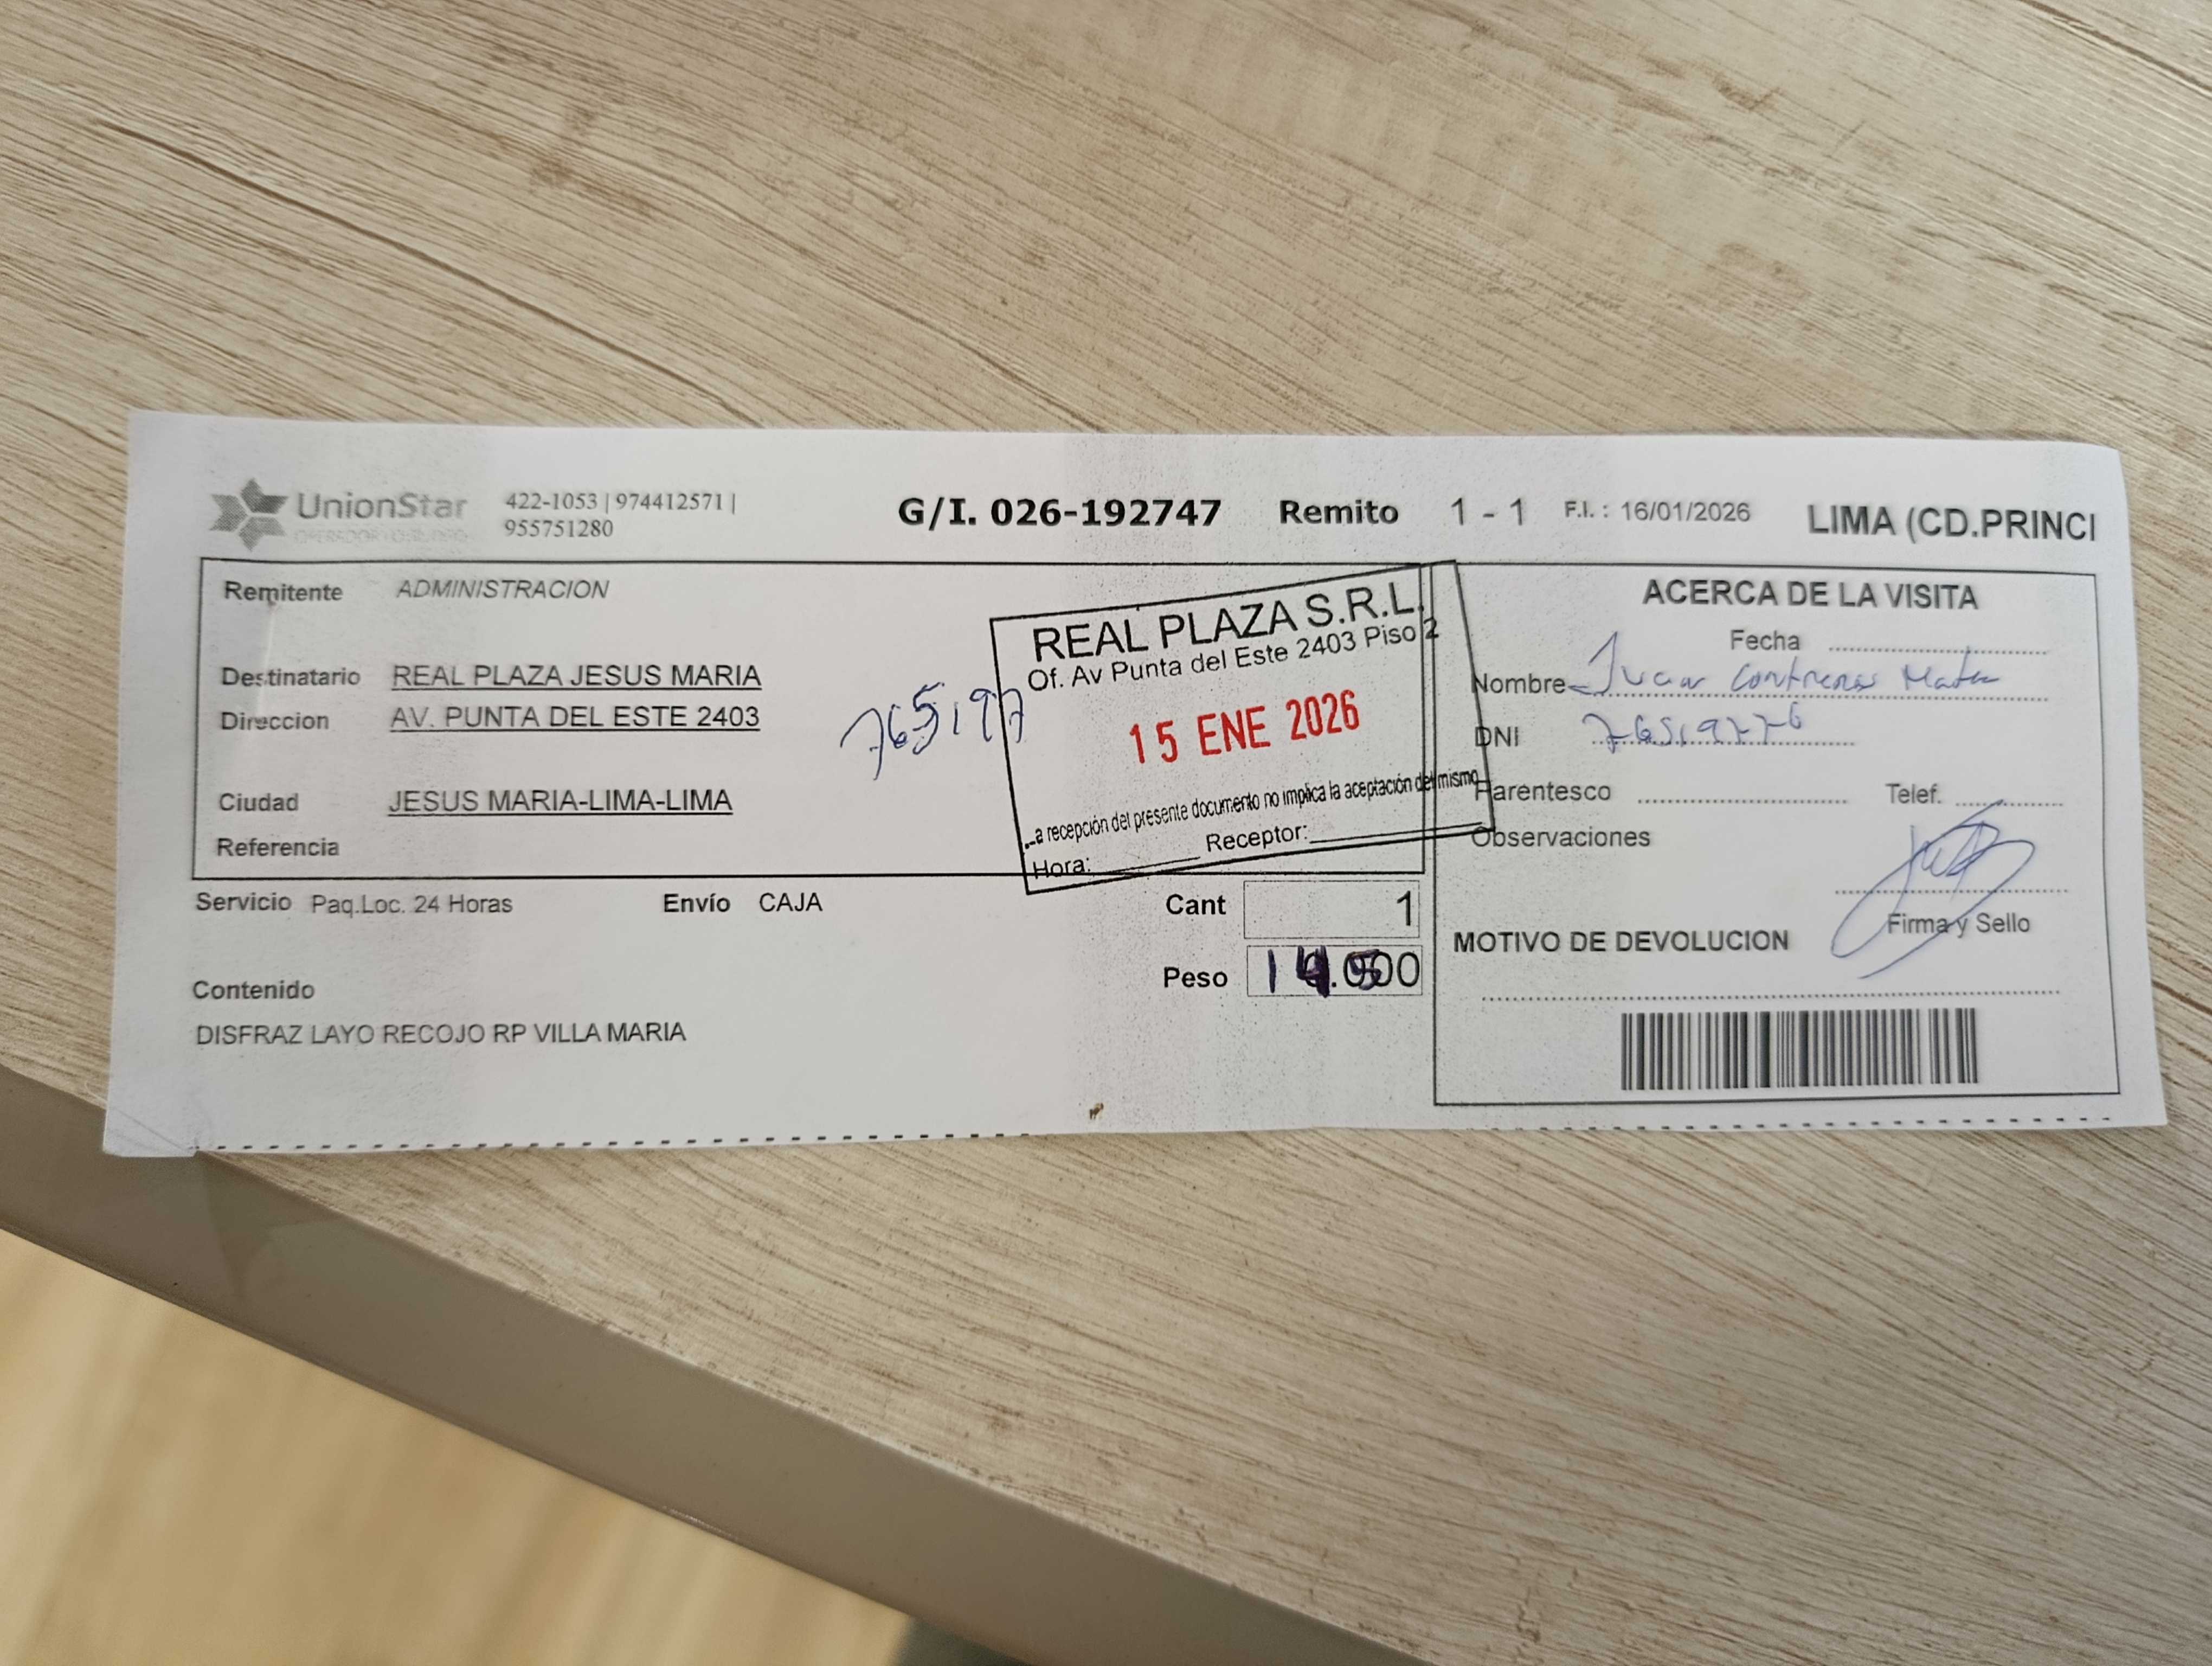 UnionStar
422-1053 | 974412571 |
955751280
G/I. 026-192747 Remito 1 - 1 F.I. : 16/01/2026 LIMA (CD.PRINCI
Remitente ADMINISTRACION
Destinatario REAL PLAZA JESUS MARIA
Direccion AV. PUNTA DEL ESTE 2403
Ciudad JESUS MARIA-LIMA-LIMA
Referencia
765197
REAL PLAZA S.R.L.
Of. Av Punta del Este 2403 Piso 2
15 ENE 2026
La recepción del presente documento no implica la aceptación del mismo
Hora: Receptor:
Servicio Paq.Loc. 24 Horas Envío CAJA Cant 1
Peso
Contenido
DISFRAZ LAYO RECOJO RP VILLA MARIA
ACERCA DE LA VISITA
Fecha
Nombre Juan Contreras
DNI 76519776
Parentesco Telef.
Observaciones
Firma y Sello
MOTIVO DE DEVOLUCION